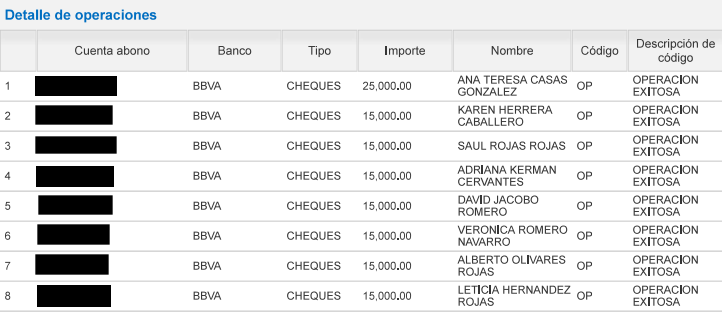 Detalle de operaciones
Cuenta abono Banco Tipo Importe Nombre Código Descripción de código
1 BBVA CHEQUES 25,000.00 ANA TERESA CASAS GONZALEZ OP OPERACION EXITOSA
2 BBVA CHEQUES 15,000.00 KAREN HERRERA CABALLERO OP OPERACION EXITOSA
3 BBVA CHEQUES 15,000.00 SAUL ROJAS ROJAS OP OPERACION EXITOSA
4 BBVA CHEQUES 15,000.00 ADRIANA KERMAN CERVANTES OP OPERACION EXITOSA
5 BBVA CHEQUES 15,000.00 DAVID JACOBO ROMERO OP OPERACION EXITOSA
6 BBVA CHEQUES 15,000.00 VERONICA ROMERO NAVARRO OP OPERACION EXITOSA
7 BBVA CHEQUES 15,000.00 ALBERTO OLIVARES ROJAS OP OPERACION EXITOSA
8 BBVA CHEQUES 15,000.00 LETICIA HERNANDEZ ROJAS OP OPERACION EXITOSA